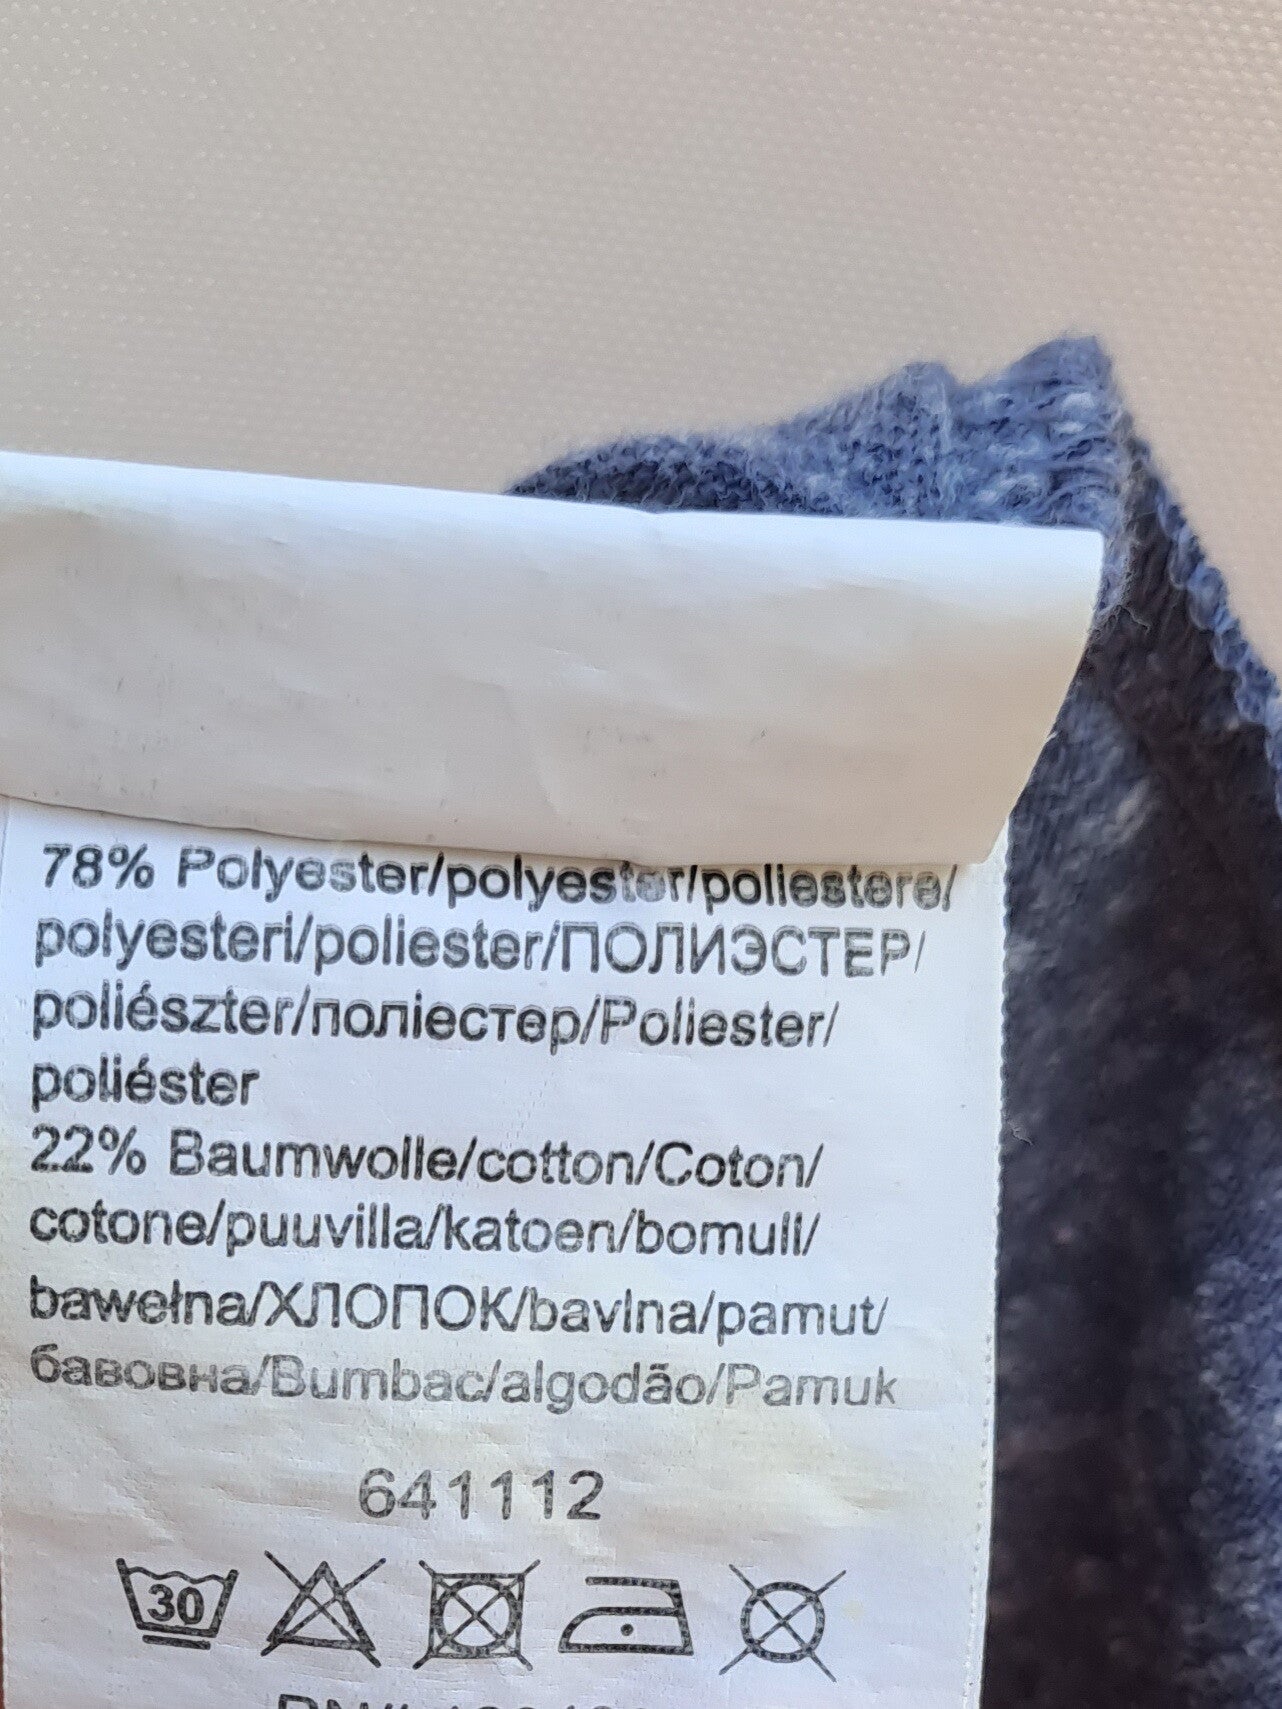 78% Polyester/polyester/poliestere/
polyesteri/poliester/ПОЛИЭСТЕР/
poliészter/поліестер/Poliester/
poliéster
22% Baumwolle/cotton/Coton/
cotone/puuvilla/katoen/bomull/
bawełna/ХЛОПОК/bavlna/pamut/
бавовна/Bumbac/algodão/Pamuk
641112
30